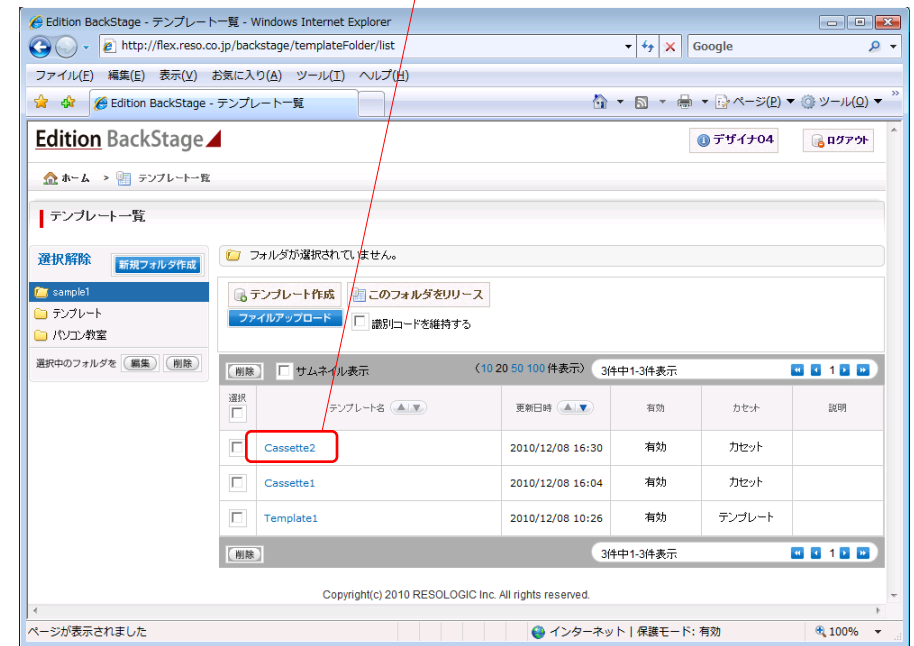 Edition BackStage - テンプレート一覧 - Windows Internet Explorer
http://flex.reso.co.jp/backstage/templateFolder/list
Google
ファイル(F) 編集(E) 表示(V) お気に入り(A) ツール(T) ヘルプ(H)
Edition BackStage - テンプレート一覧
ページ(P) ツール(O) »
Edition BackStage
デザイナ04 ログアウト
ホーム > テンプレート一覧
テンプレート一覧
選択解除 新規フォルダ作成
sample1
テンプレート
パソコン教室
選択中のフォルダを 編集 削除
フォルダが選択されていません。
テンプレート作成 このフォルダをリリース
ファイルアップロード 識別コードを維持する
削除 サムネイル表示 (10 20 50 100 件表示) 3件中1-3件表示 1
選択 テンプレート名 ▲ ▼ 更新日時 ▲ ▼ 有効 カセット 説明
Cassette2 2010/12/08 16:30 有効 カセット
Cassette1 2010/12/08 16:04 有効 カセット
Template1 2010/12/08 10:26 有効 テンプレート
削除 3件中1-3件表示 1
Copyright(c) 2010 RESOLOGIC Inc. All rights reserved.
ページが表示されました インターネット | 保護モード: 有効 100%